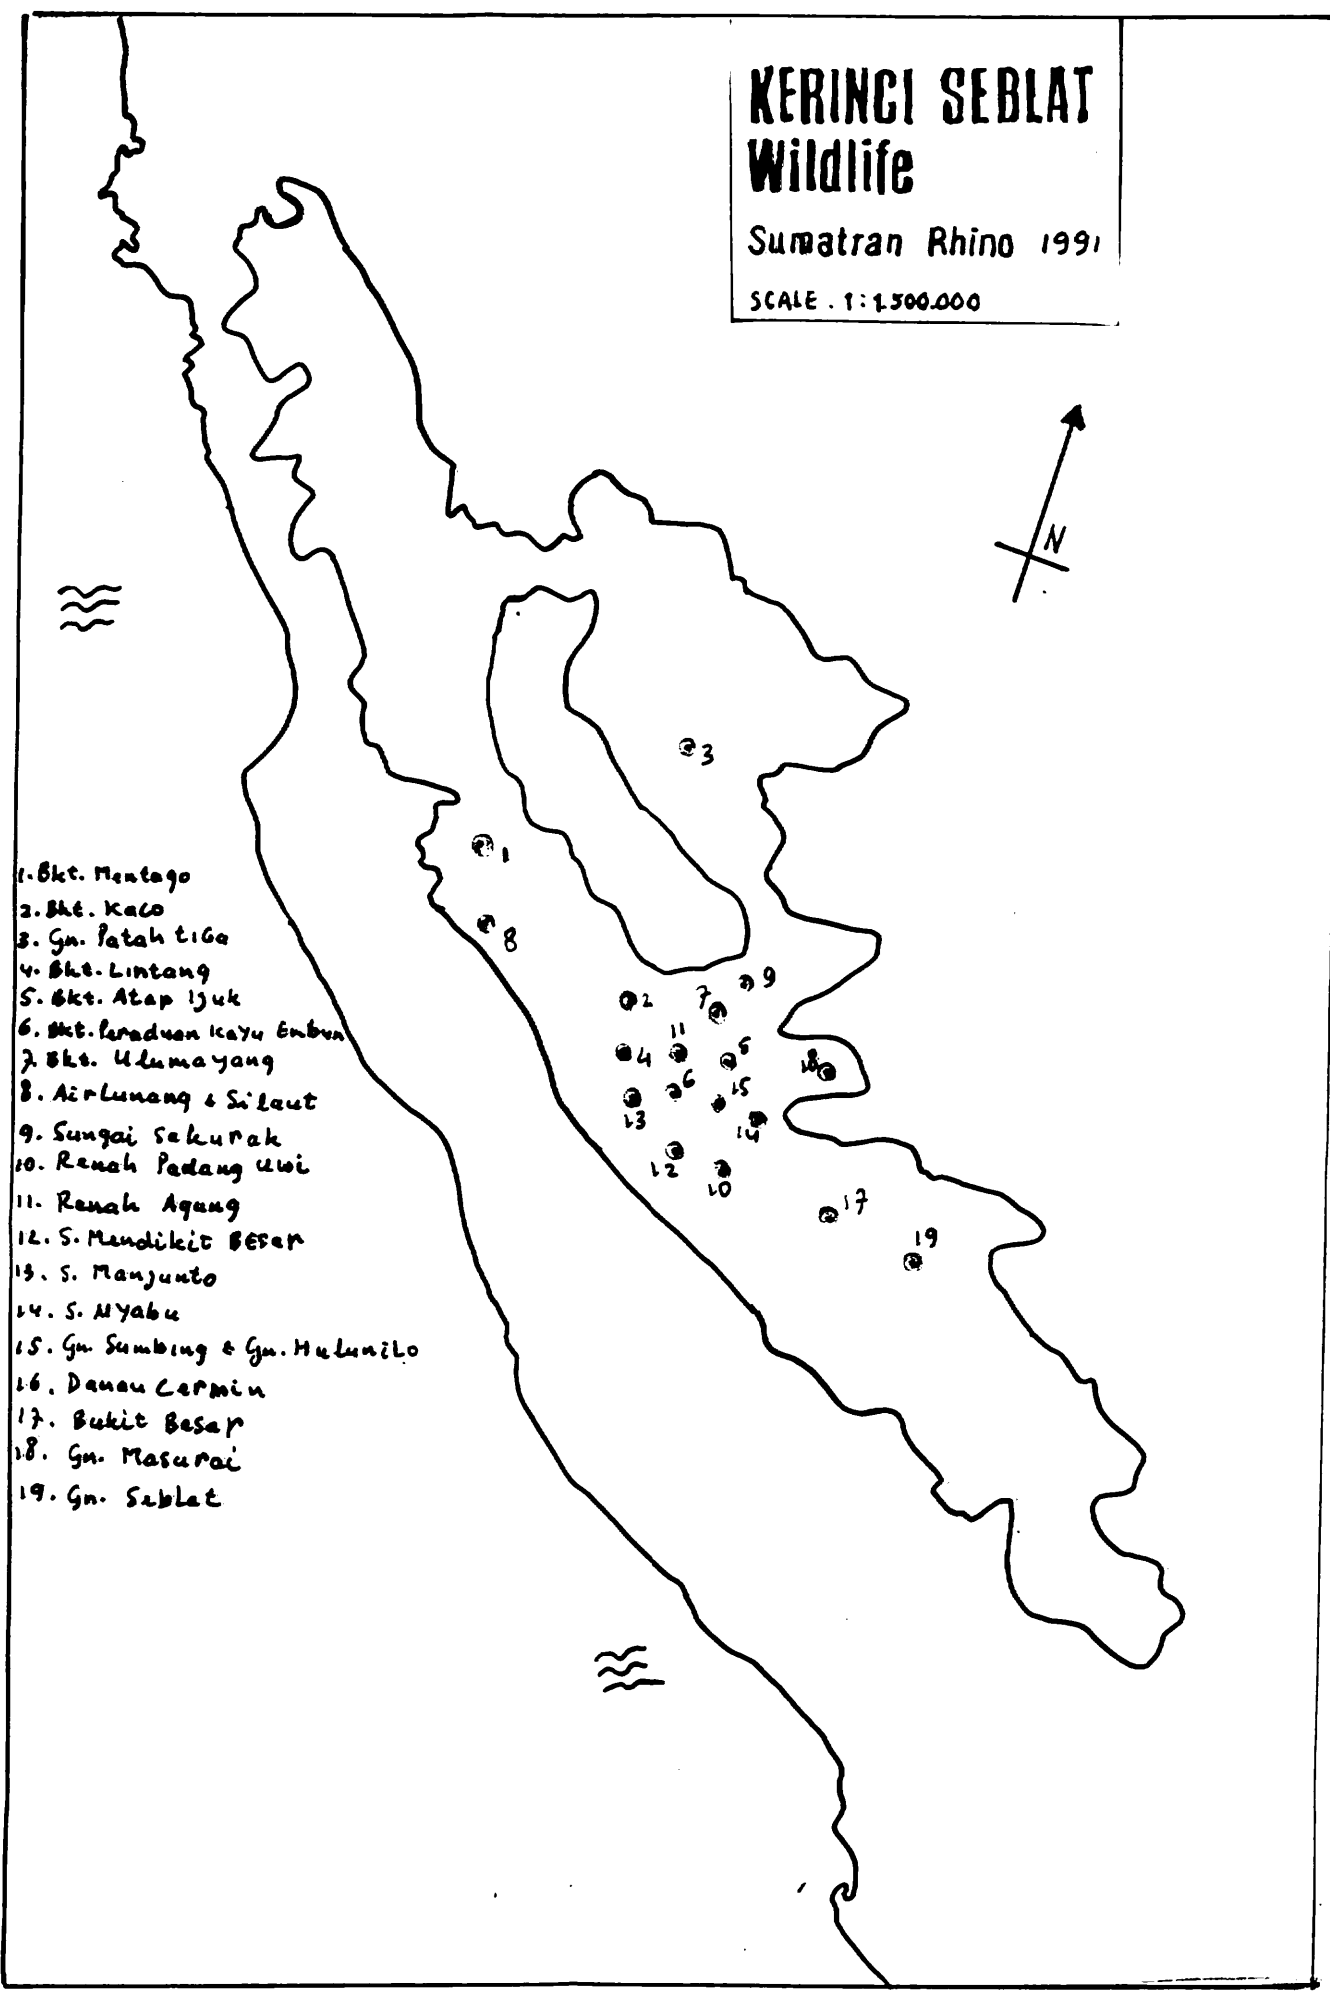 KERINCI SEBLAT
Wildlife
Sumatran Rhino 1991
SCALE . 1:1.500.000
N
3
1
8
9
2
7
11
4
5
18
6
15
13
14
12
10
17
19
1. Bkt. Mentago
2. Bkt. Kaco
3. Gn. Patah tiGa
4. Bkt. Lintang
5. Bkt. Atap Ijuk
6. Bkt. Peraduan Kayu Embun
7. Bkt. Ulumayang
8. Air Lunang & Silaut
9. Sungai Sakurak
10. Renah Padang Uwi
11. Renah Agung
12. S. Mendikit BESar
13. S. Manjunto
14. S. Nyabu
15. Gn. Sumbing & Gn. HuluniLo
16. Danau Cermin
17. Bukit Besar
18. Gn. Masurai
19. Gn. Seblat